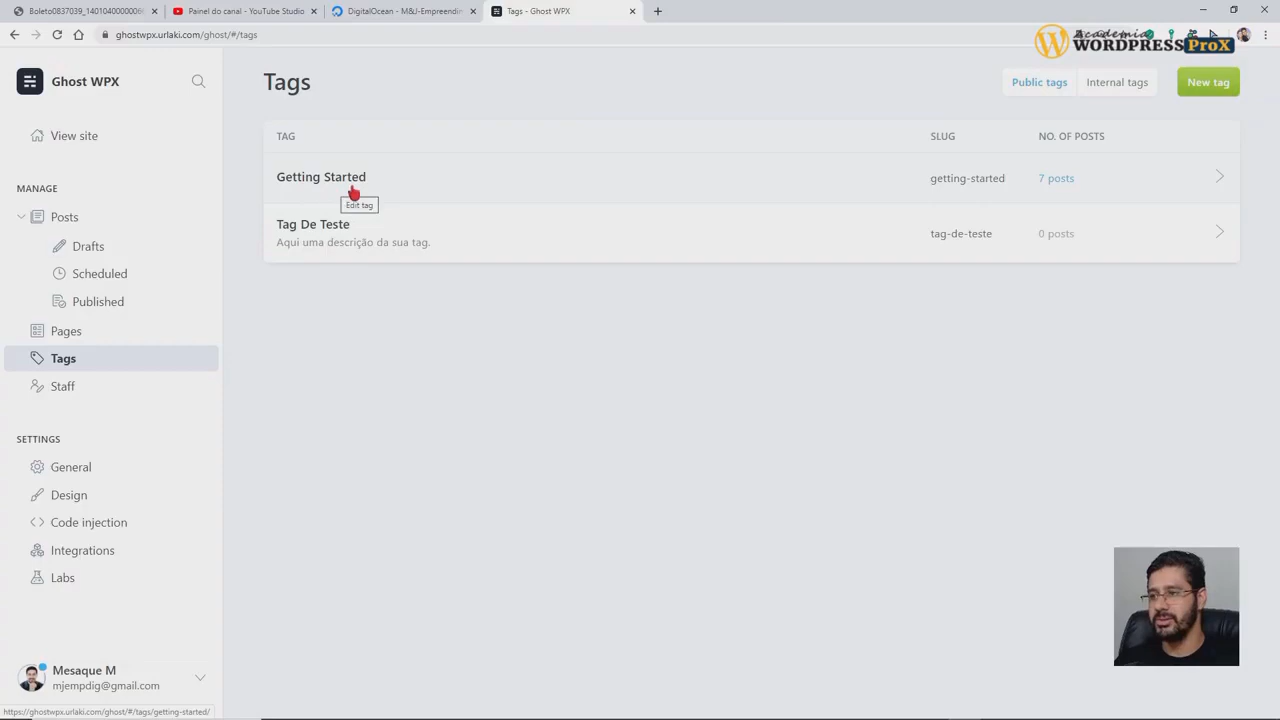 Boleto0837039_1401040000006
Painel do canal - YouTube Studio
DigitalOcean - M&J-Empreendin
Tags - Ghost WPX
ghostwpx.urlaki.com/ghost/#/tags
Academia
WORDPRESS ProX
Ghost WPX
View site
MANAGE
Posts
Drafts
Scheduled
Published
Pages
Tags
Staff
SETTINGS
General
Design
Code injection
Integrations
Labs
Mesaque M
mjempdig@gmail.com
https://ghostwpx.urlaki.com/ghost/#/tags/getting-started/
Tags
Public tags
Internal tags
New tag
TAG SLUG NO. OF POSTS
Getting Started getting-started 7 posts
Edit tag
Tag De Teste tag-de-teste 0 posts
Aqui uma descrição da sua tag.